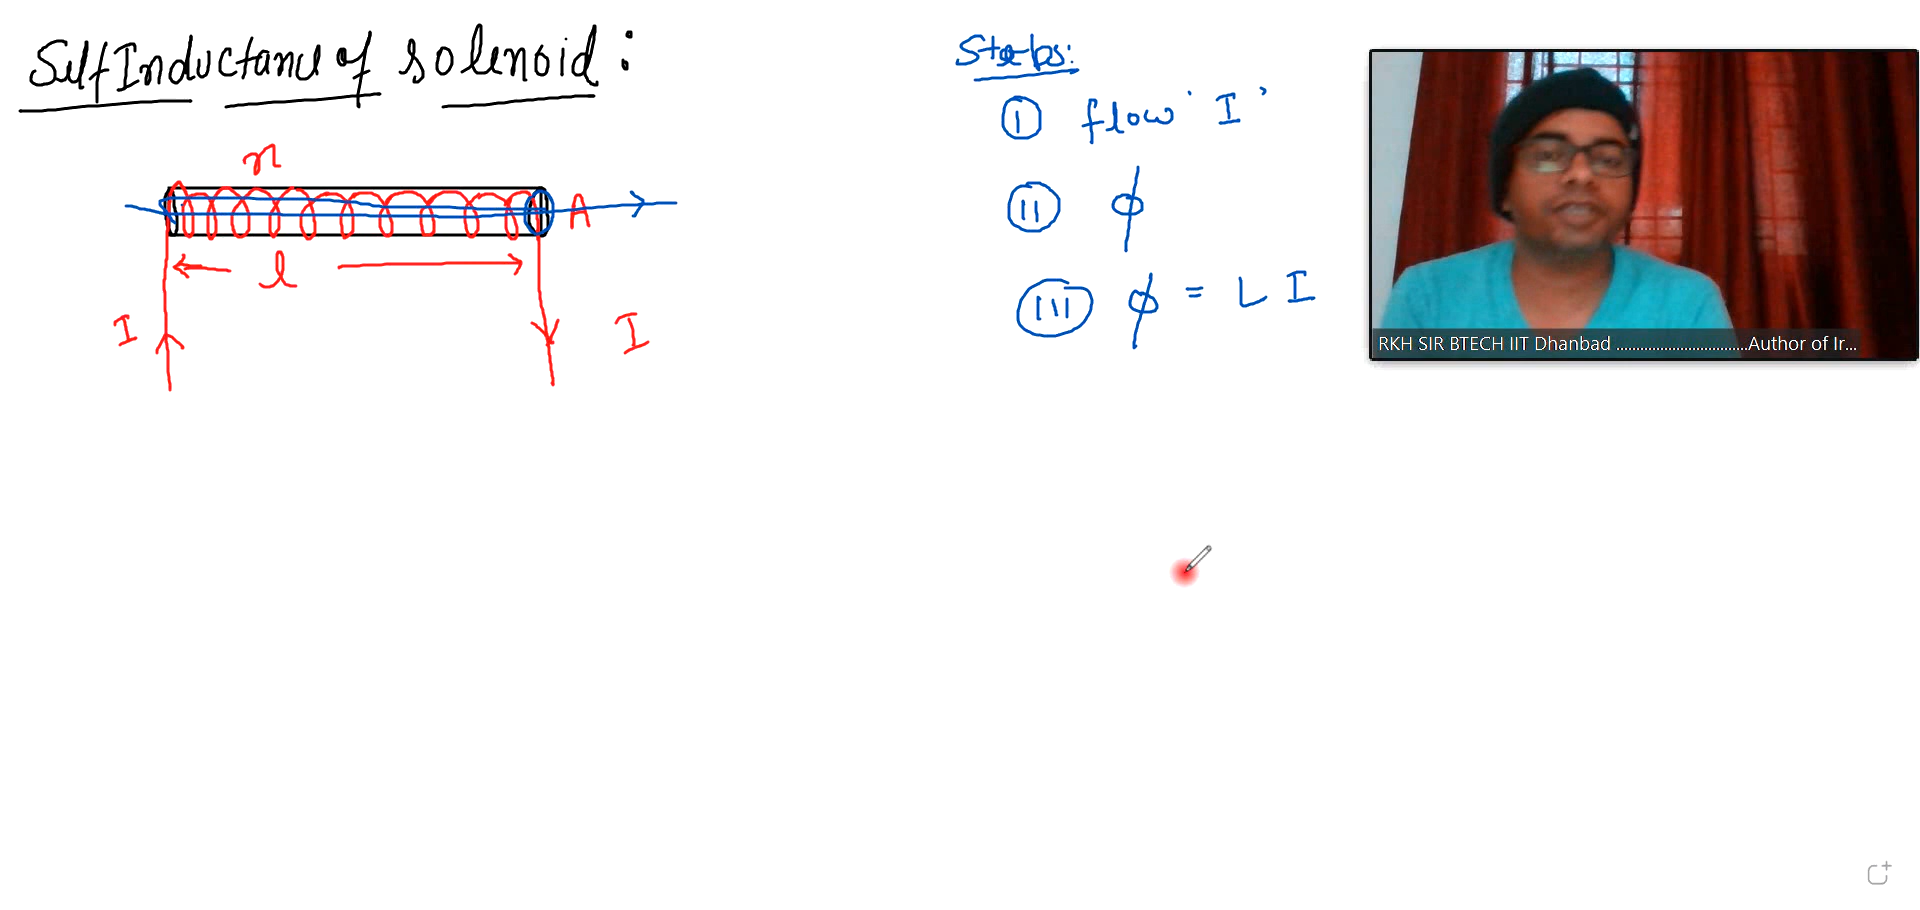 Self Inductance of solenoid :
n
A
l
I
I
Steps:
I flow 'I'
II ϕ
III ϕ = L I
RKH SIR BTECH IIT Dhanbad .................................Author of Ir...